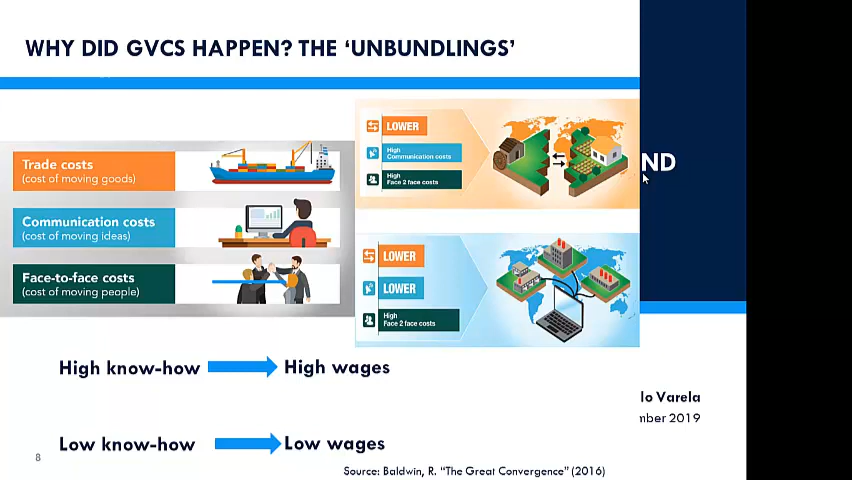 WHY DID GVCS HAPPEN? THE ‘UNBUNDLINGS’
Trade costs
(cost of moving goods)
Communication costs
(cost of moving ideas)
Face-to-face costs
(cost of moving people)
LOWER
High
Communication costs
High
Face 2 face costs
LOWER
LOWER
High
Face 2 face costs
ND
High know-how
High wages
Low know-how
Low wages
lo Varela
mber 2019
8
Source: Baldwin, R. “The Great Convergence” (2016)